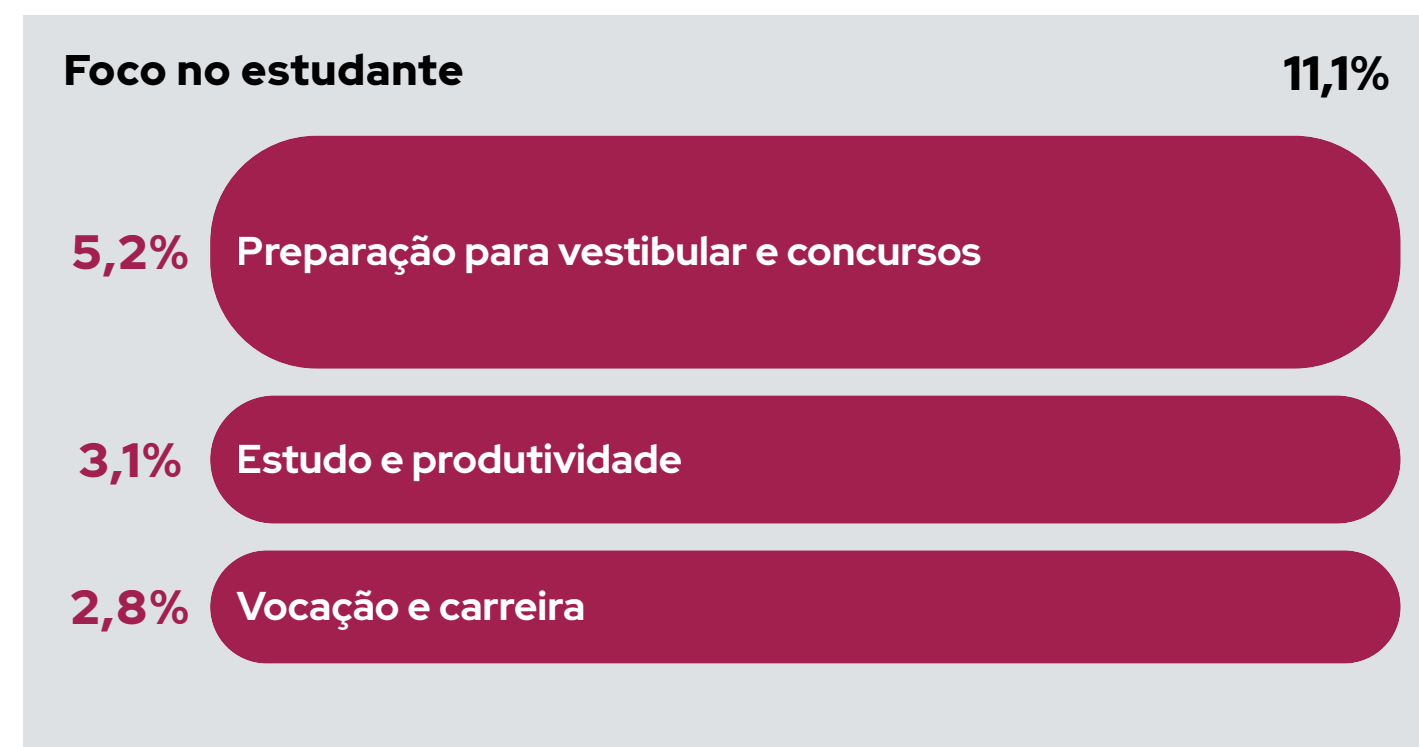 Foco no estudante 11,1%
5,2% Preparação para vestibular e concursos
3,1% Estudo e produtividade
2,8% Vocação e carreira